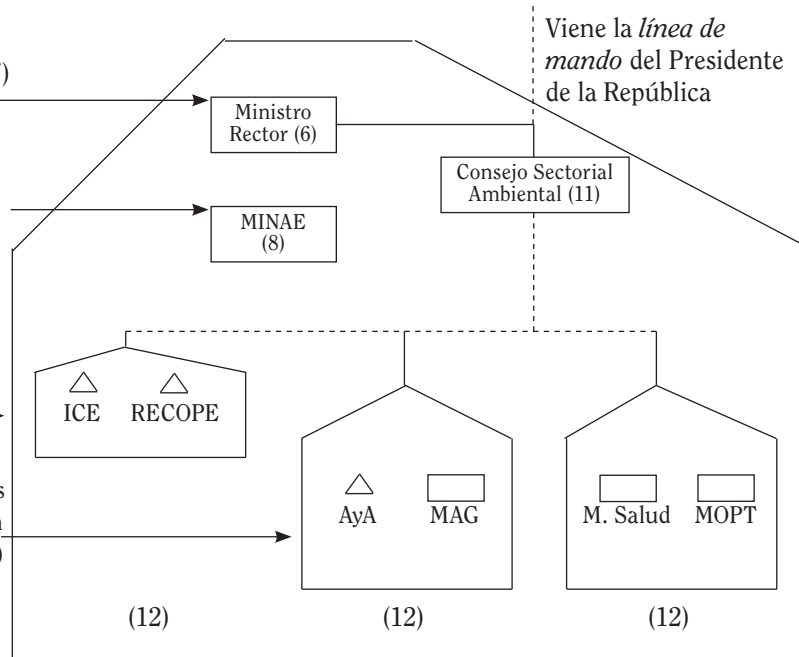 Viene la línea de
mando del Presidente
de la República
)
Ministro
Rector (6)
Consejo Sectorial
Ambiental (11)
MINAE
(8)
ICE RECOPE
AyA MAG
M. Salud MOPT
s
)
(12) (12) (12)